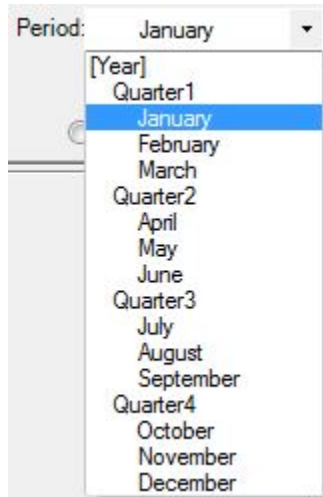 Period: January
[Year]
Quarter1
January
February
March
Quarter2
April
May
June
Quarter3
July
August
September
Quarter4
October
November
December